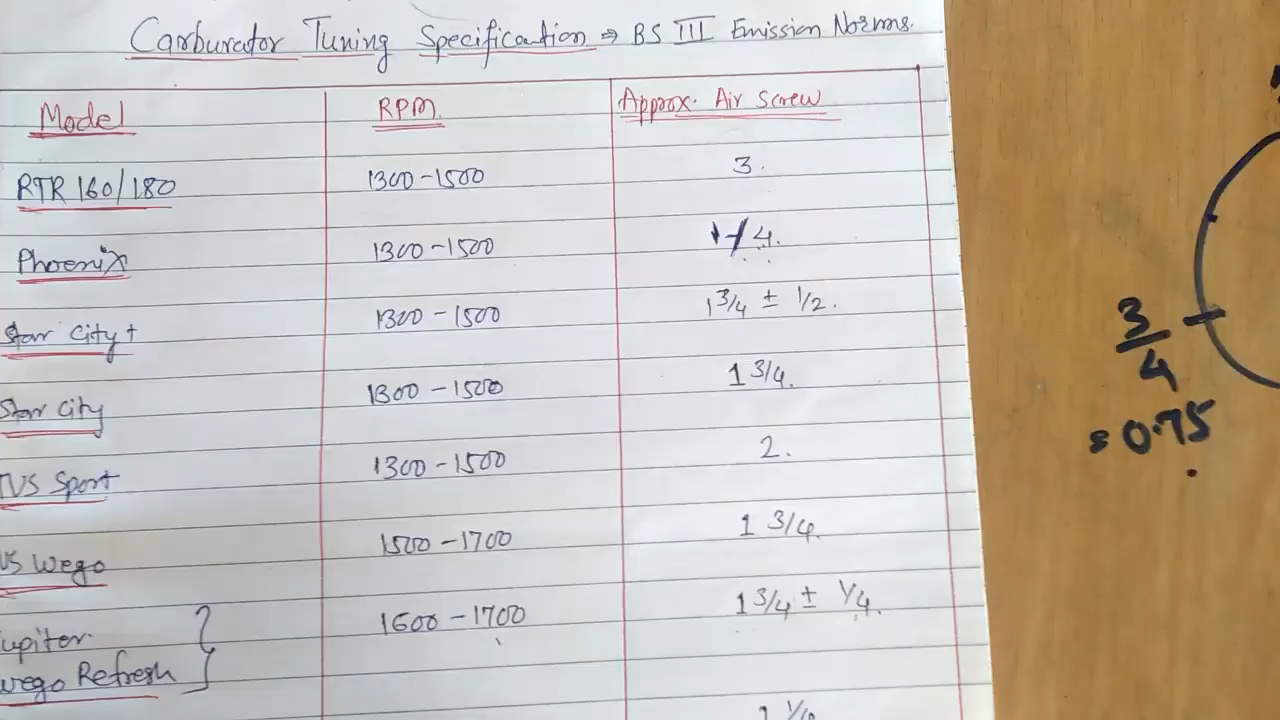 Carburator Tuning Specification ⇒ BS III Emission Norms.
Model RPM. Approx. Air Screw
RTR 160/180 1300-1500 3.
Phoenix 1300-1500 4.
Star City+ 1300-1500 1 3/4 ± 1/2.
Star City 1300-1500 1 3/4.
TVS Sport 1300-1500 2.
VS Wego 1500-1700 1 3/4.
upiter. 1600-1700 1 3/4 ± 1/4.
wego Refresh
3/4
= 0.75